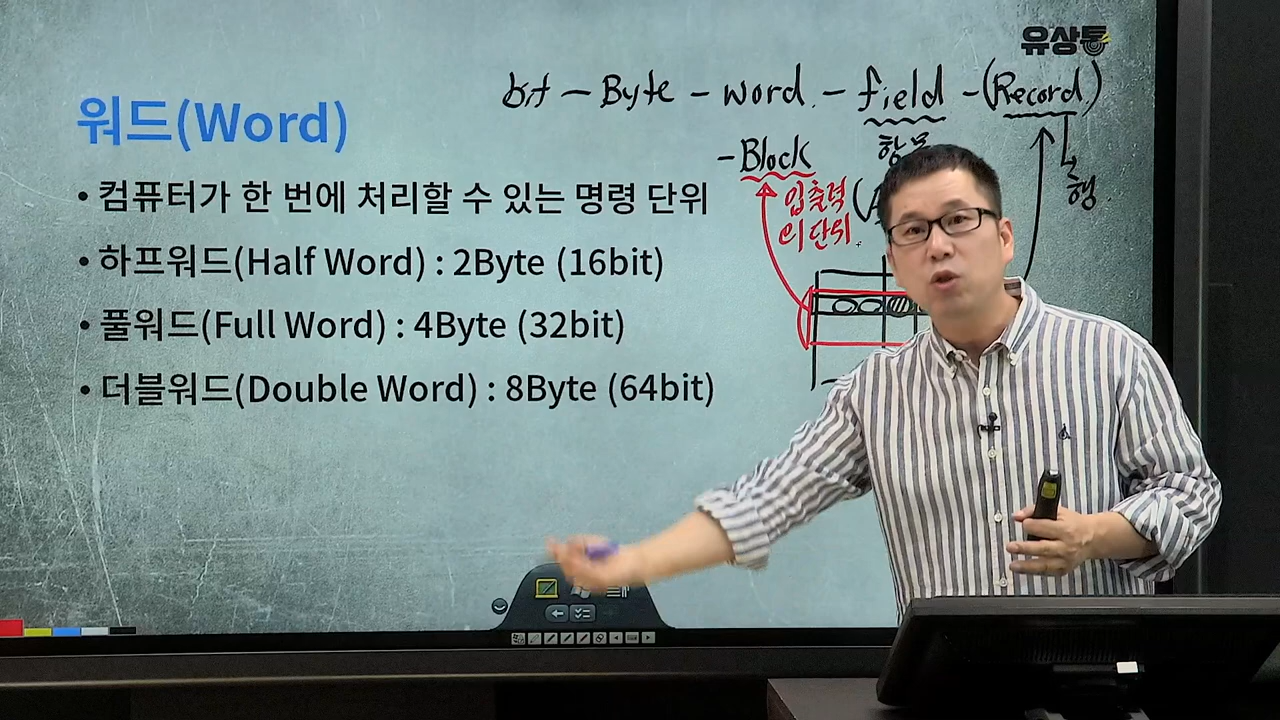 유상통
bit – Byte – word. – field – (Record)
워드(Word)
– Block
행.
• 컴퓨터가 한 번에 처리할 수 있는 명령 단위
입출력
의 단위.
• 하프워드(Half Word) : 2Byte (16bit)
• 풀워드(Full Word) : 4Byte (32bit)
• 더블워드(Double Word) : 8Byte (64bit)